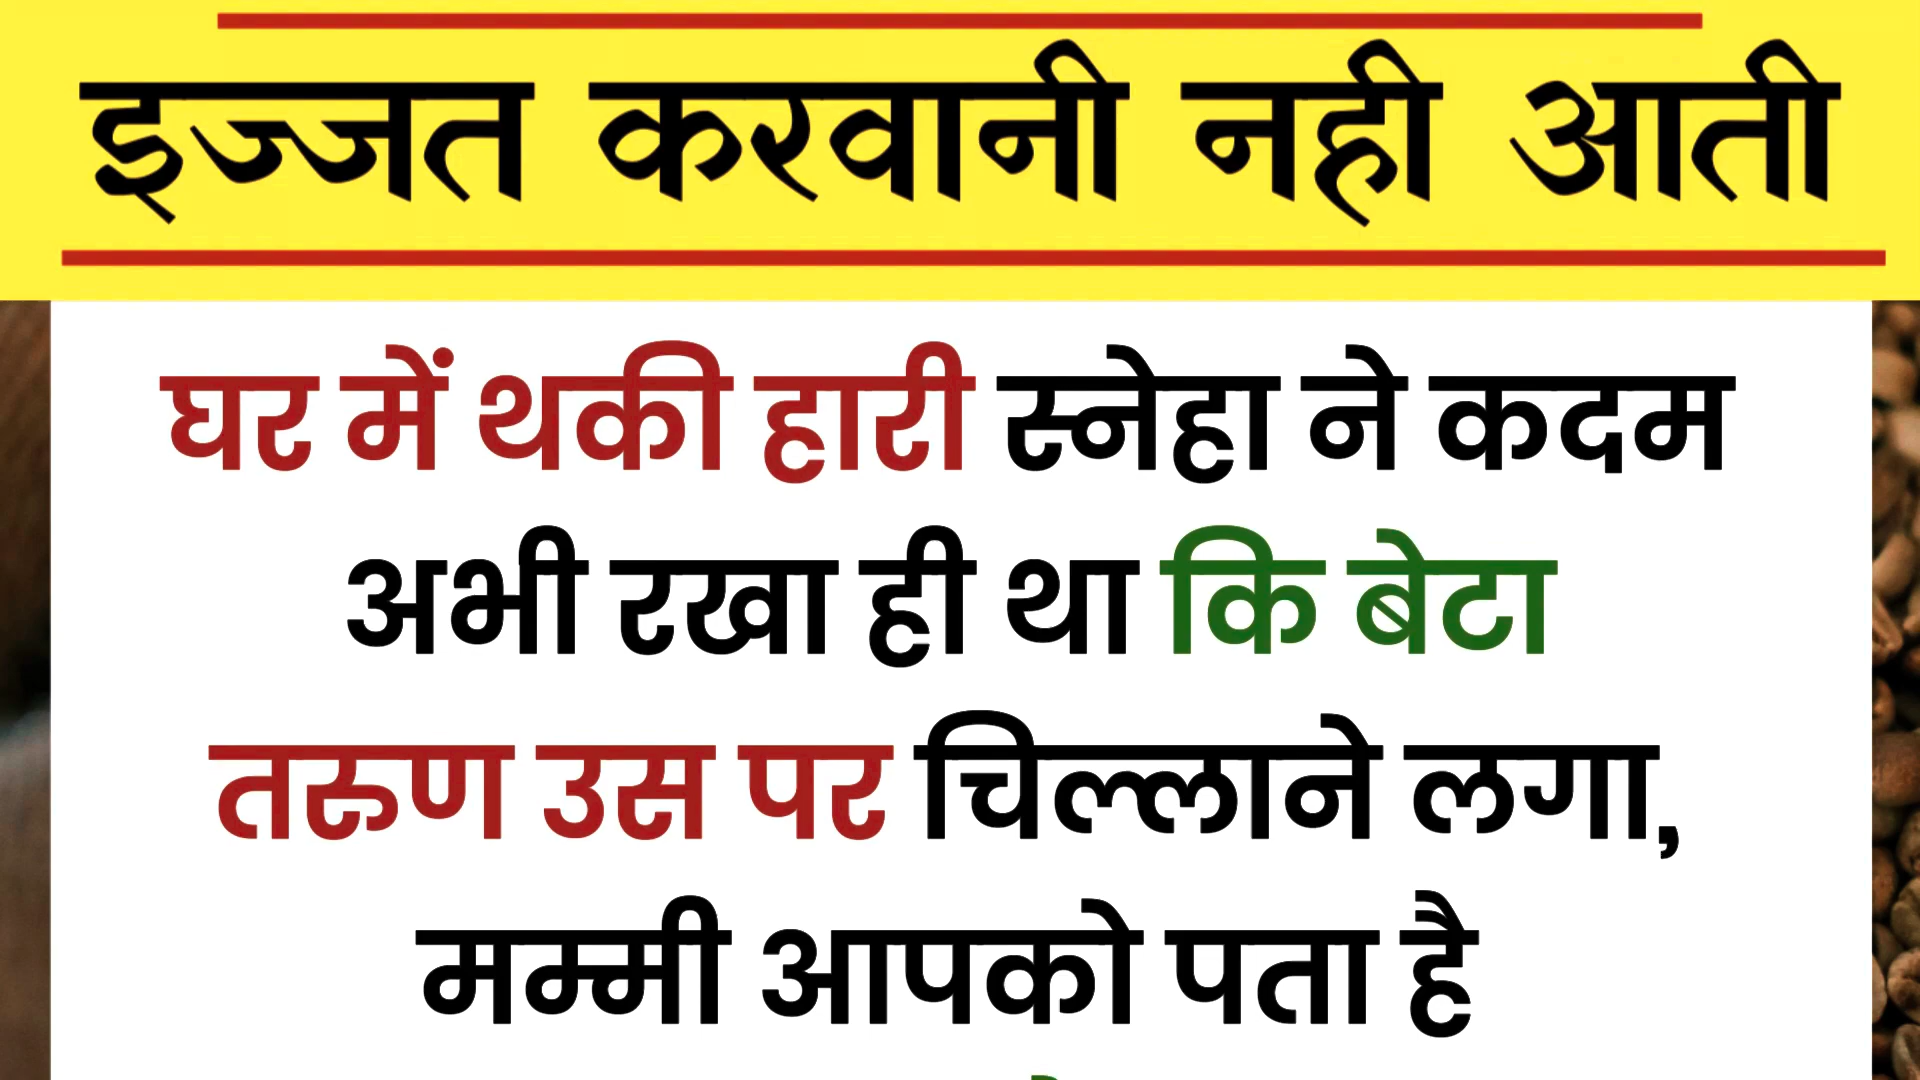 इज्जत करवानी नही आती
घर में थकी हारी स्नेहा ने कदम
अभी रखा ही था कि बेटा
तरुण उस पर चिल्लाने लगा,
मम्मी आपको पता है